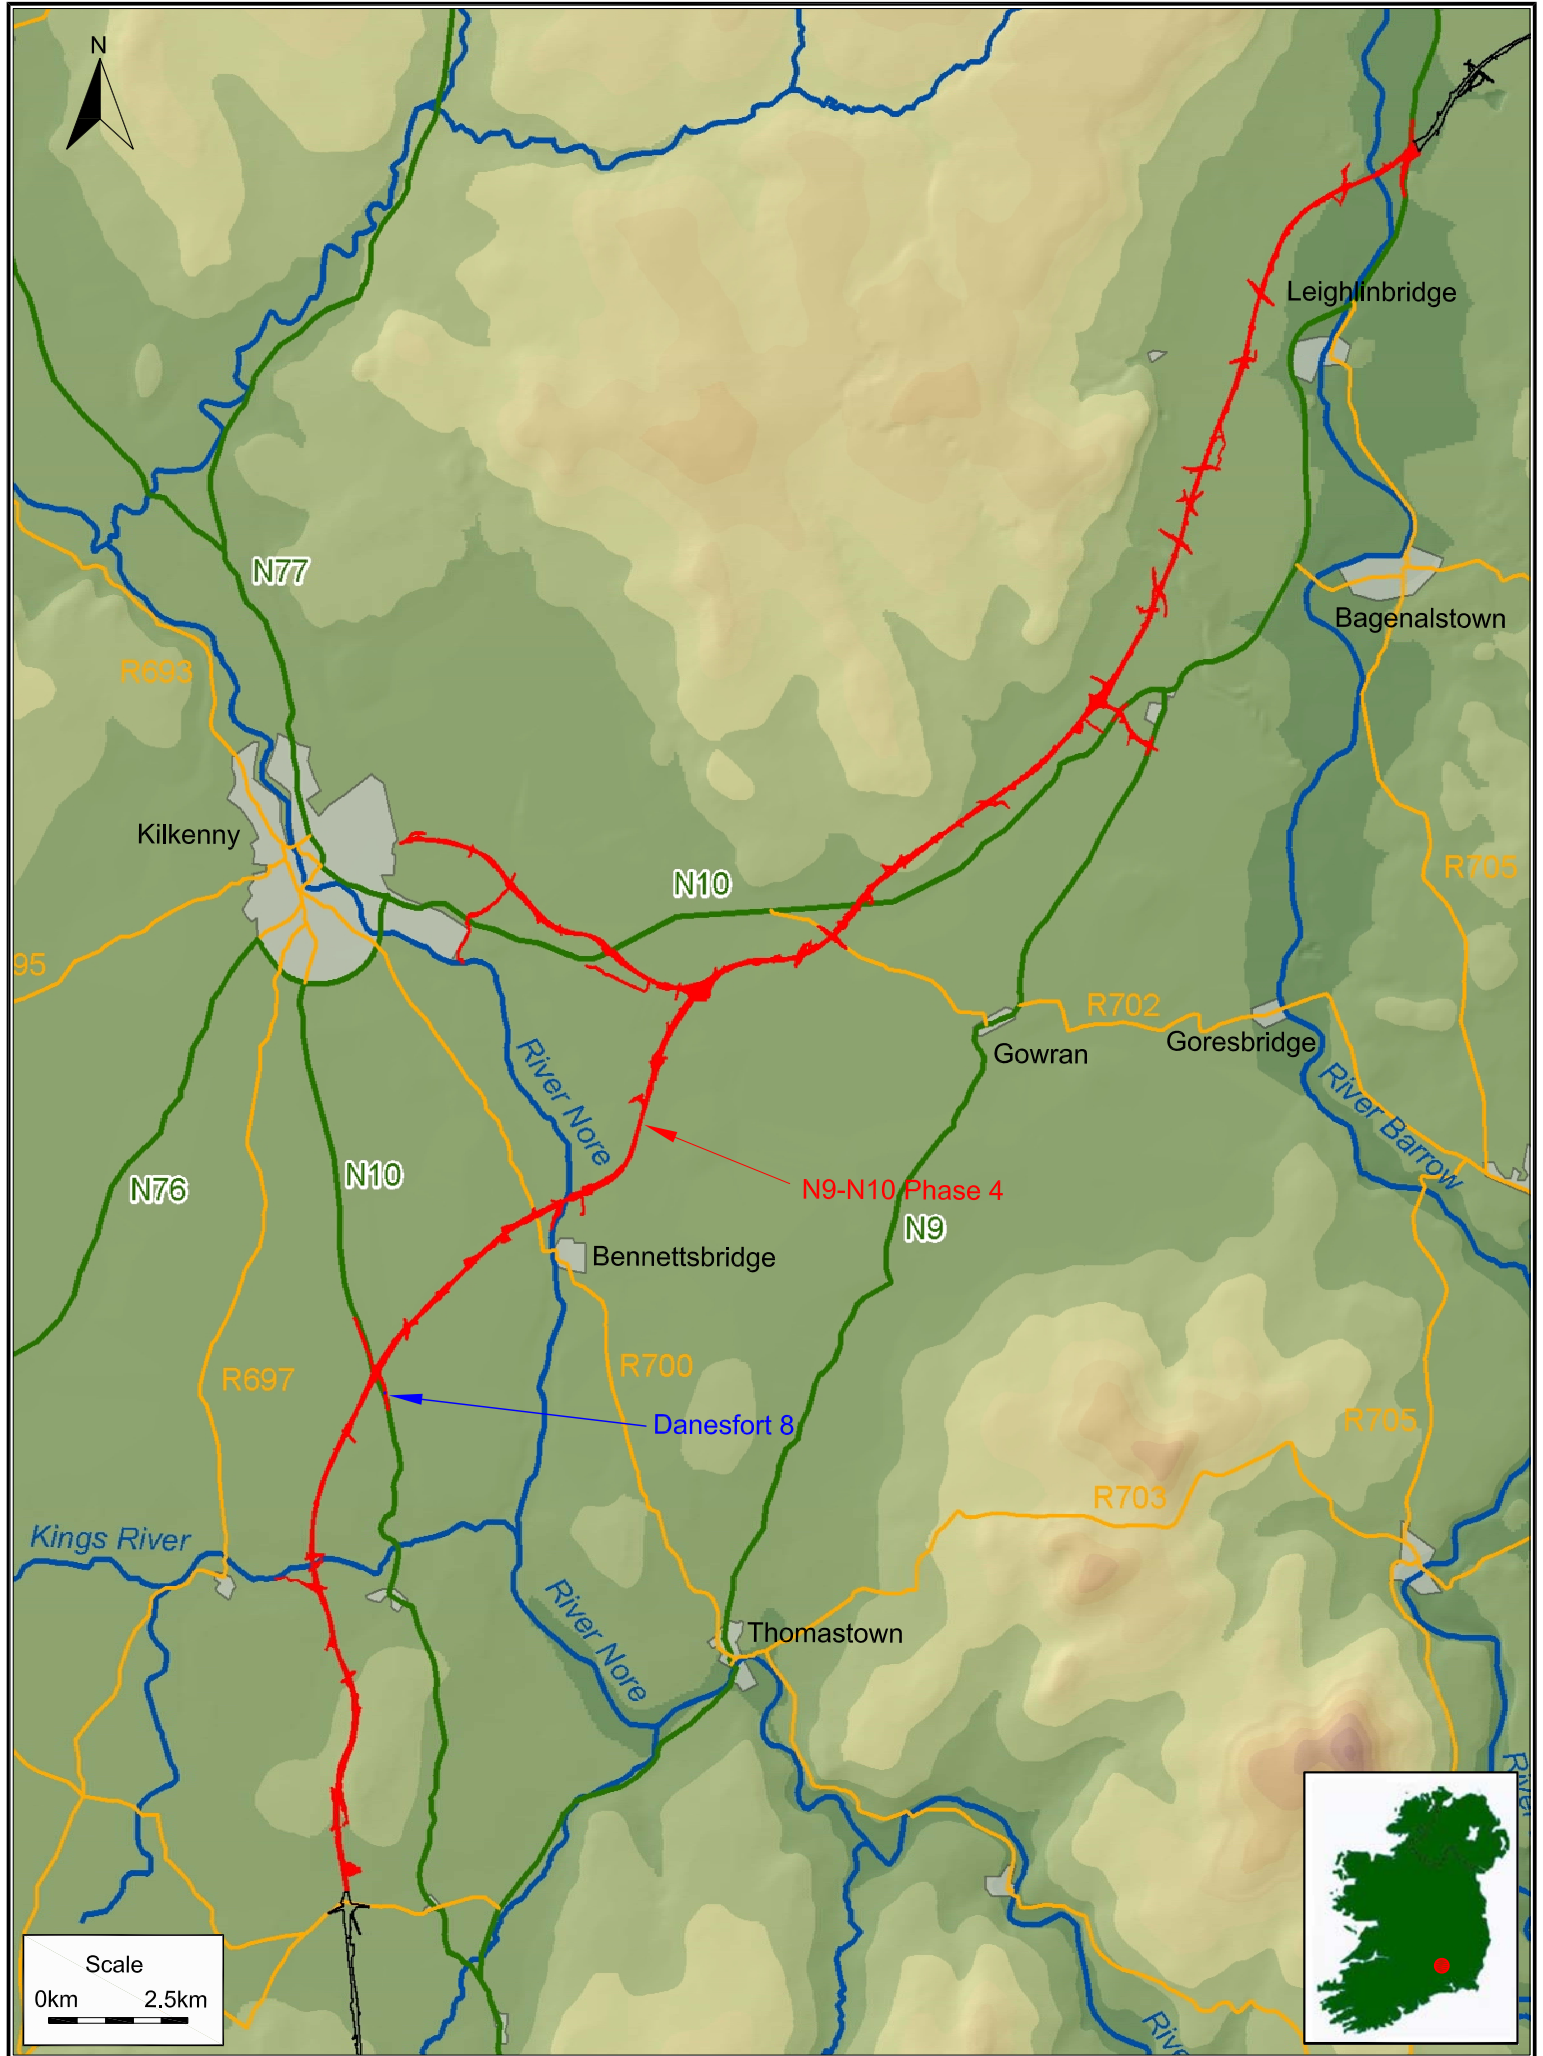 N
Leighlinbridge
N77
Bagenalstown
R693
Kilkenny
N10
R705
95
R702
Gowran
Goresbridge
River Nore
River Barrow
N76
N10
N9-N10 Phase 4
N9
Bennettsbridge
R697
R700
Danesfort 8
R705
R703
Kings River
River Nore
Thomastown
River
Scale
0km 2.5km
Rive